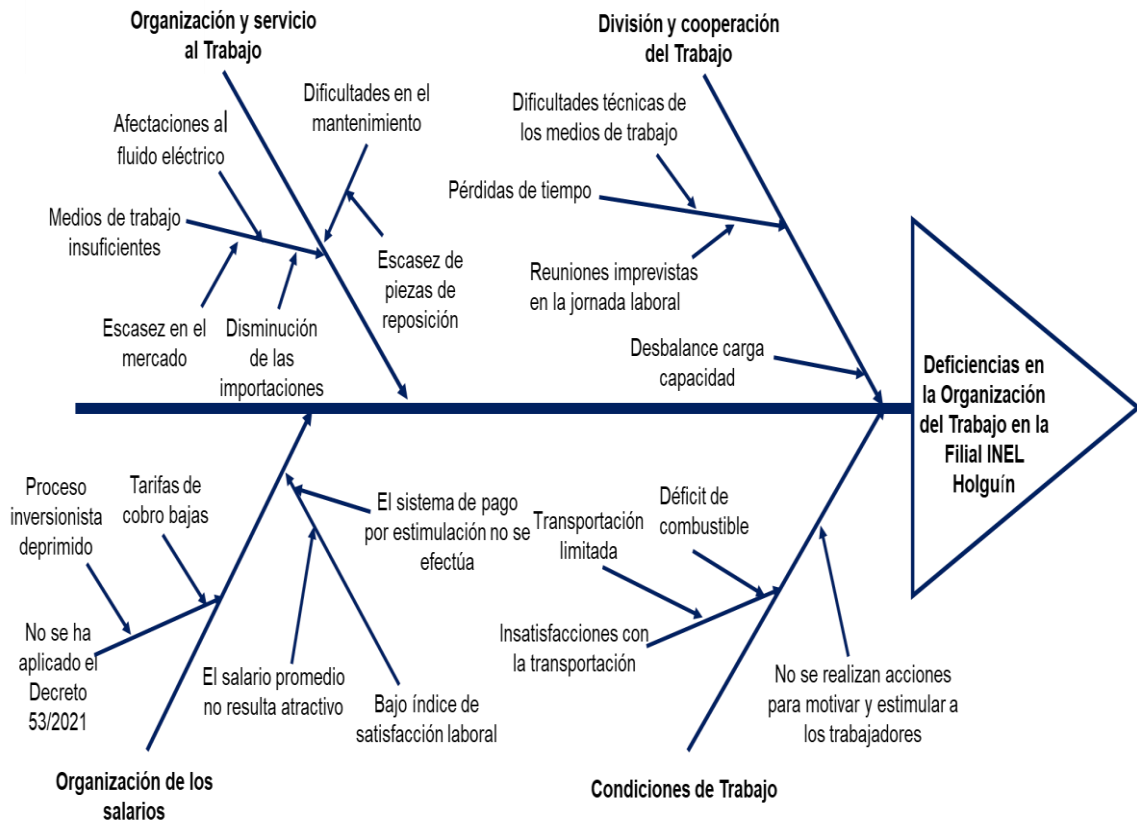 Organización y servicio
al Trabajo
División y cooperación
del Trabajo
Dificultades en el
mantenimiento
Afectaciones al
fluido eléctrico
Medios de trabajo
insuficientes
Escasez en el
mercado
Disminución
de las
importaciones
Escasez de
piezas de
reposición
Dificultades técnicas de
los medios de trabajo
Pérdidas de tiempo
Reuniones imprevistas
en la jornada laboral
Desbalance carga
capacidad
Deficiencias en
la Organización
del Trabajo en la
Filial INEL
Holguín
Proceso
inversionista
deprimido
Tarifas de
cobro bajas
El sistema de pago
por estimulación no se
efectúa
No se ha
aplicado el
Decreto
53/2021
El salario promedio
no resulta atractivo
Bajo índice de
satisfacción laboral
Transportación
limitada
Déficit de
combustible
Insatisfacciones con
la transportación
No se realizan acciones
para motivar y estimular a
los trabajadores
Organización de los
salarios
Condiciones de Trabajo